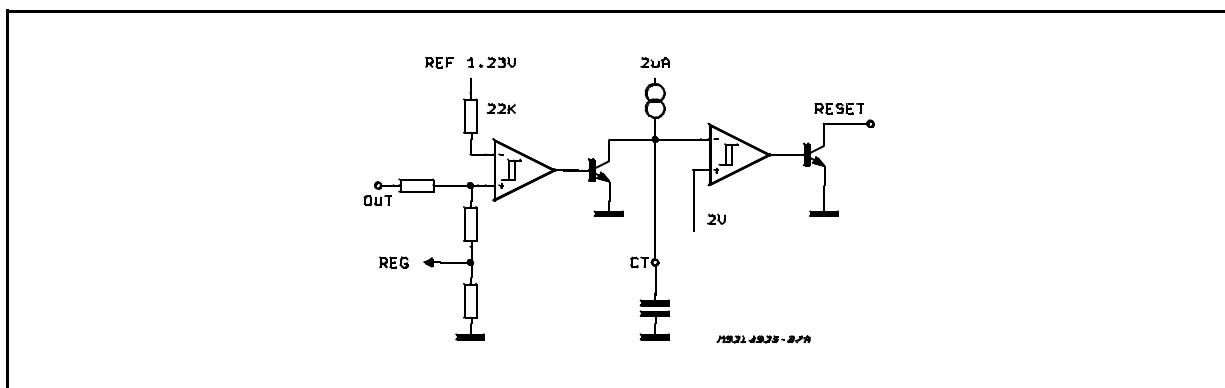 REF 1.23V
2uA
22K
RESET
OUT
2V
REG
CT